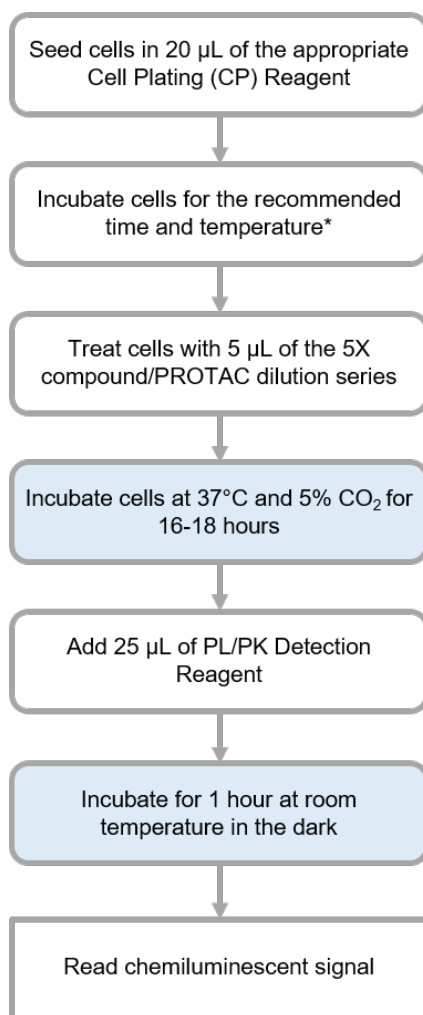 Seed cells in 20 µL of the appropriate
Cell Plating (CP) Reagent
Incubate cells for the recommended
time and temperature*
Treat cells with 5 µL of the 5X
compound/PROTAC dilution series
Incubate cells at 37°C and 5% CO₂ for
16-18 hours
Add 25 µL of PL/PK Detection
Reagent
Incubate for 1 hour at room
temperature in the dark
Read chemiluminescent signal